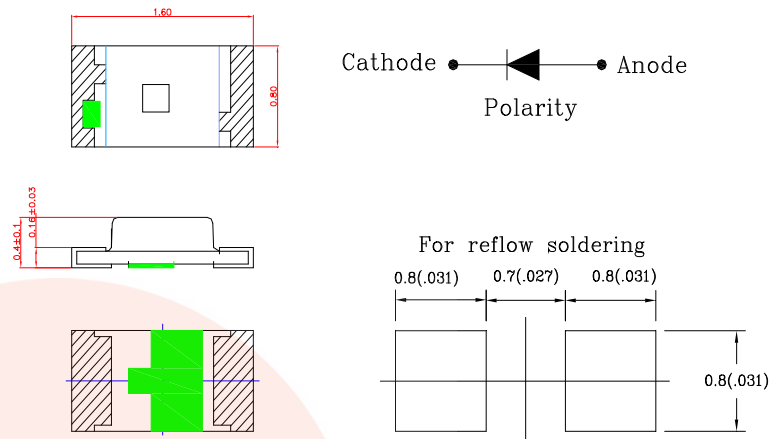 1.60
0.80
Cathode
Anode
Polarity
0.4±0.1
0.16±0.03
For reflow soldering
0.8(.031)
0.7(.027)
0.8(.031)
0.8(.031)